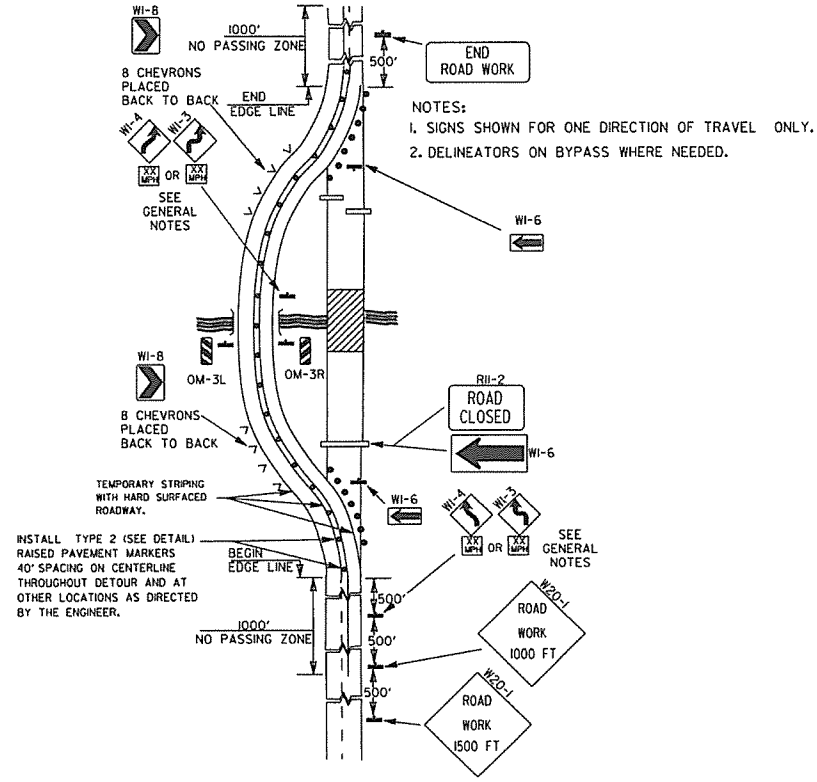 WI-8
1000'
NO PASSING ZONE
500'
END
ROAD WORK
8 CHEVRONS
PLACED
BACK TO BACK
END
EDGE LINE
NOTES:
1. SIGNS SHOWN FOR ONE DIRECTION OF TRAVEL ONLY.
2. DELINEATORS ON BYPASS WHERE NEEDED.
WI-4
WI-3
XX
MPH
OR
XX
MPH
SEE
GENERAL
NOTES
WI-6
WI-8
OM-3L
OM-3R
RII-2
ROAD
CLOSED
WI-6
8 CHEVRONS
PLACED
BACK TO BACK
TEMPORARY STRIPING
WITH HARD SURFACED
ROADWAY.
WI-6
WI-4
WI-3
XX
MPH
OR
XX
MPH
SEE
GENERAL
NOTES
INSTALL TYPE 2 (SEE DETAIL)
RAISED PAVEMENT MARKERS
40' SPACING ON CENTERLINE
THROUGHOUT DETOUR AND AT
OTHER LOCATIONS AS DIRECTED
BY THE ENGINEER.
BEGIN
EDGE LINE
500'
1000'
NO PASSING ZONE
500'
W20-1
ROAD
WORK
1000 FT
500'
W20-1
ROAD
WORK
1500 FT